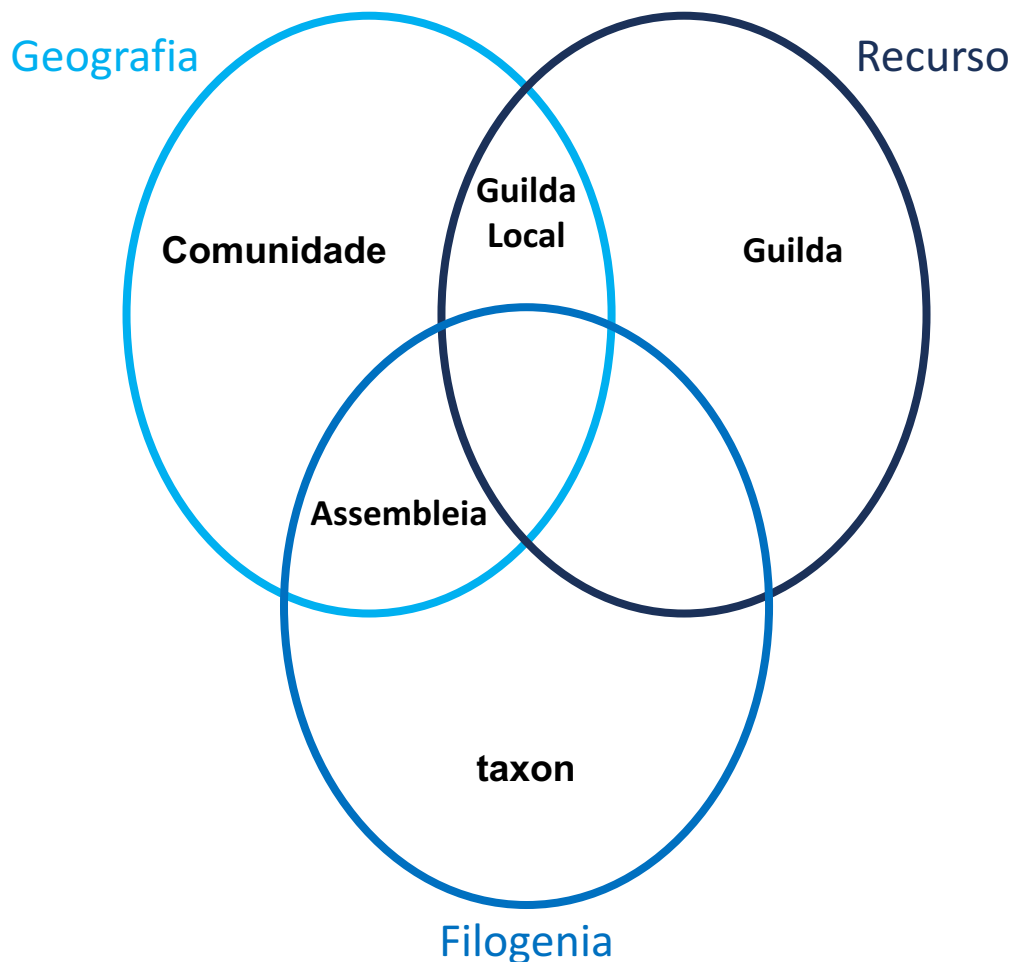 Geografia
Recurso
Guilda
Local
Comunidade
Guilda
Assembleia
taxon
Filogenia